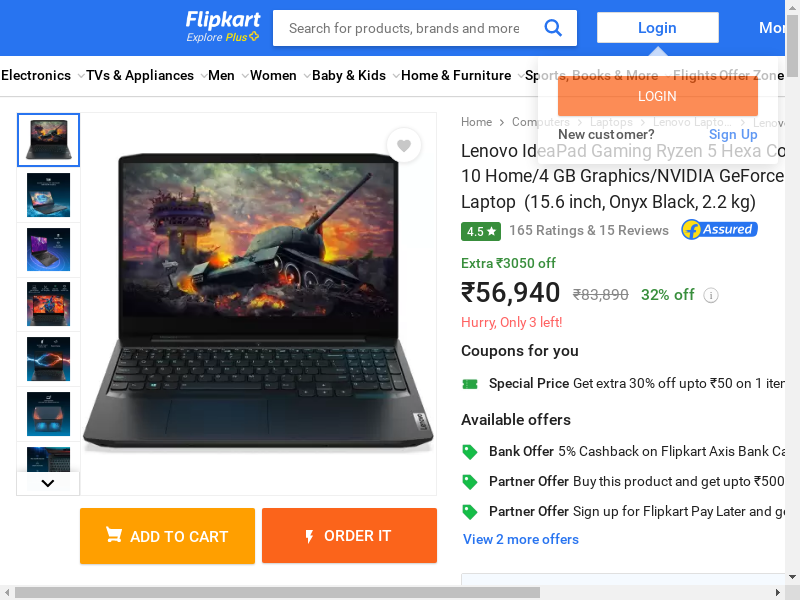 Flipkart
Explore Plus
Search for products, brands and more
Login
Electronics
TVs & Appliances
Men
Women
Baby & Kids
Home & Furniture
Sports, Books & More
Flights
Offer Zone
LOGIN
New customer? Sign Up
Home > Computers > Laptops > Lenovo Lapto... >
Lenovo IdeaPad Gaming Ryzen 5 Hexa
10 Home/4 GB Graphics/NVIDIA GeForce
Laptop (15.6 inch, Onyx Black, 2.2 kg)
4.5 ★ 165 Ratings & 15 Reviews Assured
Extra ₹3050 off
₹56,940 ₹83,890 32% off
Hurry, Only 3 left!
Coupons for you
Special Price Get extra 30% off upto ₹50 on 1
Available offers
Bank Offer 5% Cashback on Flipkart Axis Bank
Partner Offer Buy this product and get upto ₹500
Partner Offer Sign up for Flipkart Pay Later and
View 2 more offers
Lenovo
ADD TO CART
ORDER IT